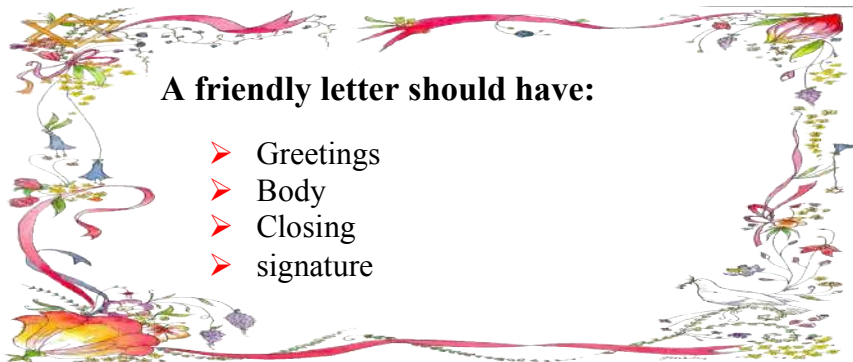 A friendly letter should have:
➢ Greetings
➢ Body
➢ Closing
➢ signature